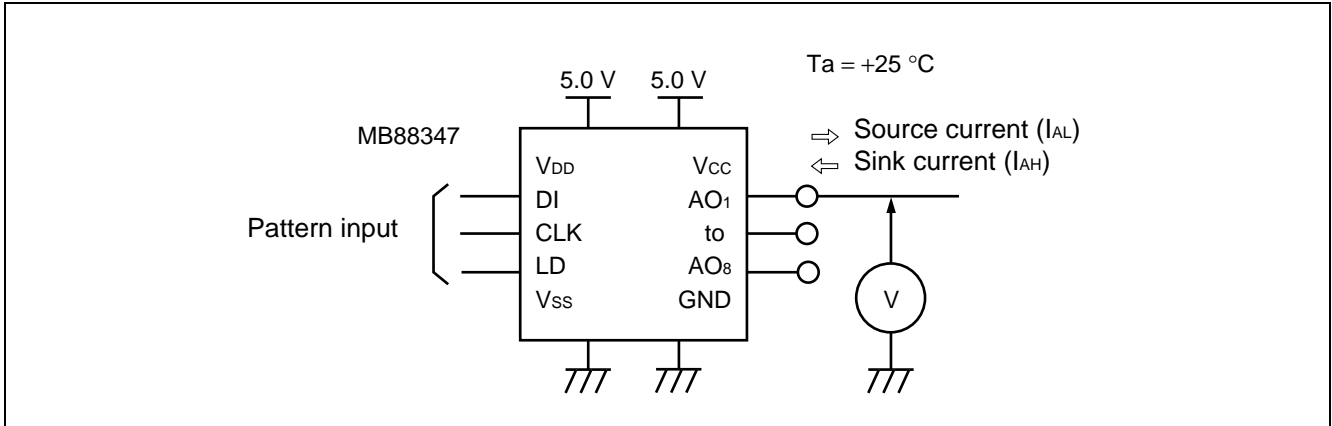 Ta = +25 °C
5.0 V 5.0 V
MB88347
⇨ Source current (IAL)
⇦ Sink current (IAH)
VDD VCC
DI AO1
Pattern input CLK to
LD AO8
VSS GND
V